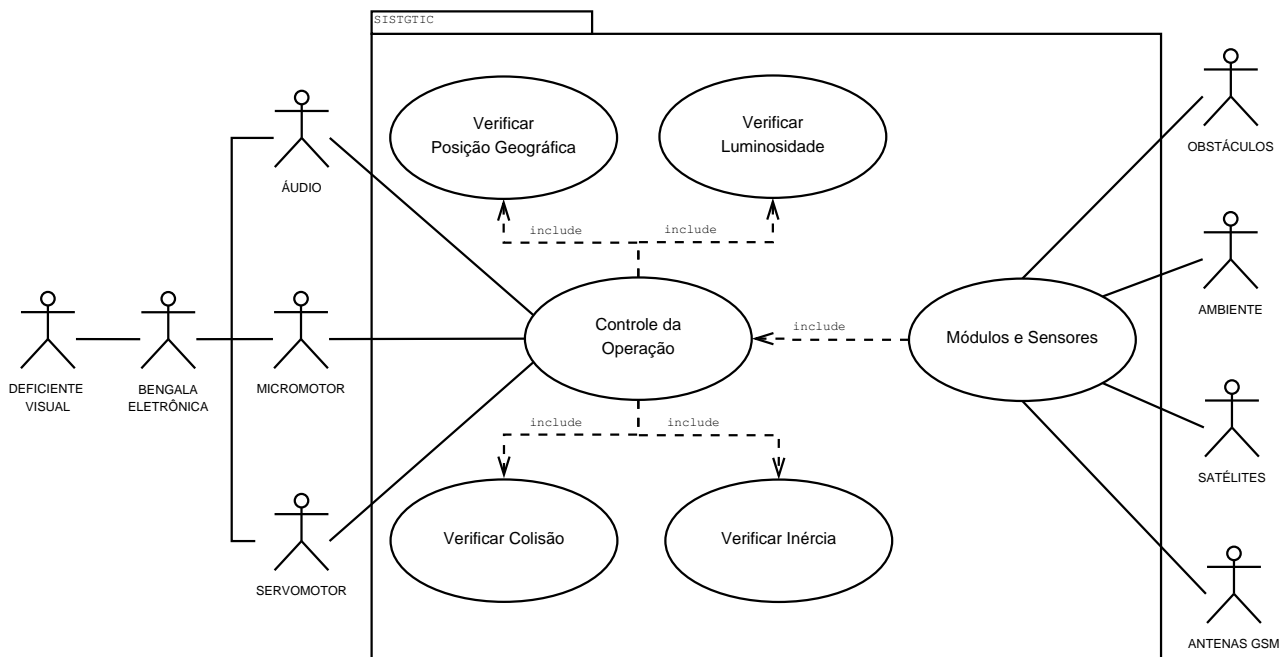 SISTGTIC
Verificar
Posição Geográfica
Verificar
Luminosidade
OBSTÁCULOS
ÁUDIO
include
include
AMBIENTE
Controle da
Operação
include
Módulos e Sensores
DEFICIENTE
VISUAL
BENGALA
ELETRÔNICA
MICROMOTOR
include
include
SATÉLITES
Verificar Colisão
Verificar Inércia
SERVOMOTOR
ANTENAS GSM